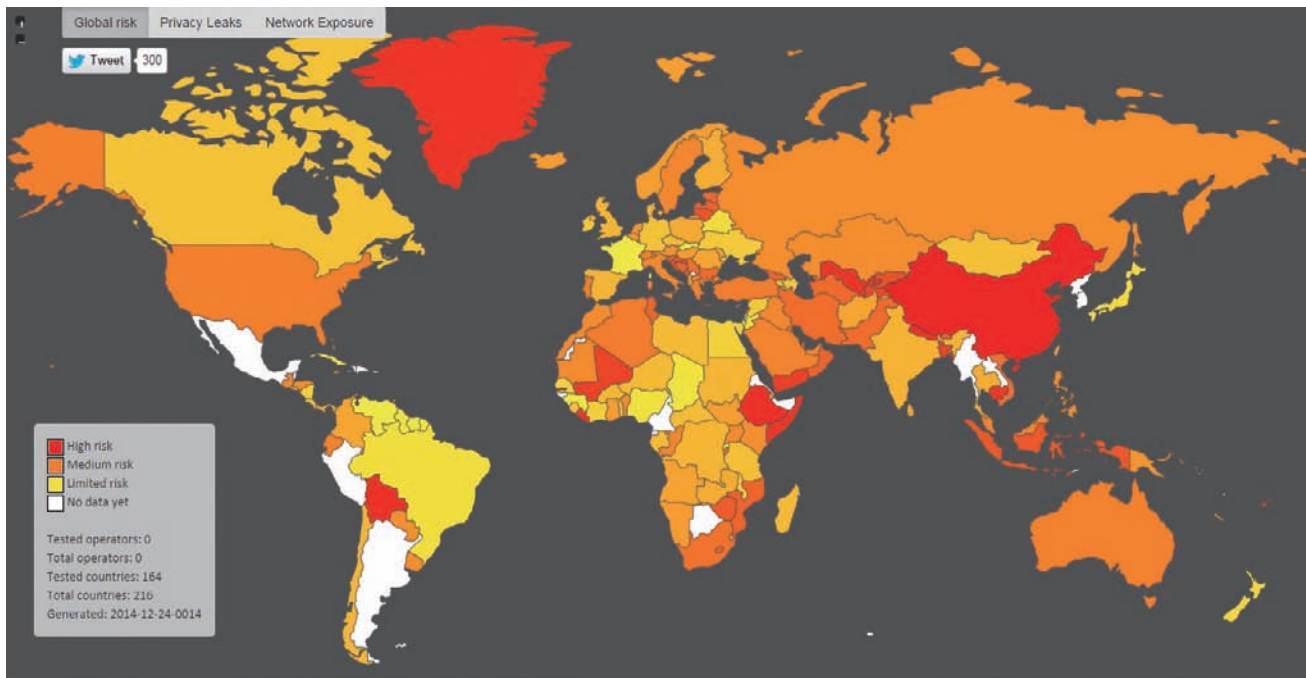 Global risk Privacy Leaks Network Exposure
Tweet 300
High risk
Medium risk
Limited risk
No data yet
Tested operators: 0
Total operators: 0
Tested countries: 164
Total countries: 216
Generated: 2014-12-24-0014